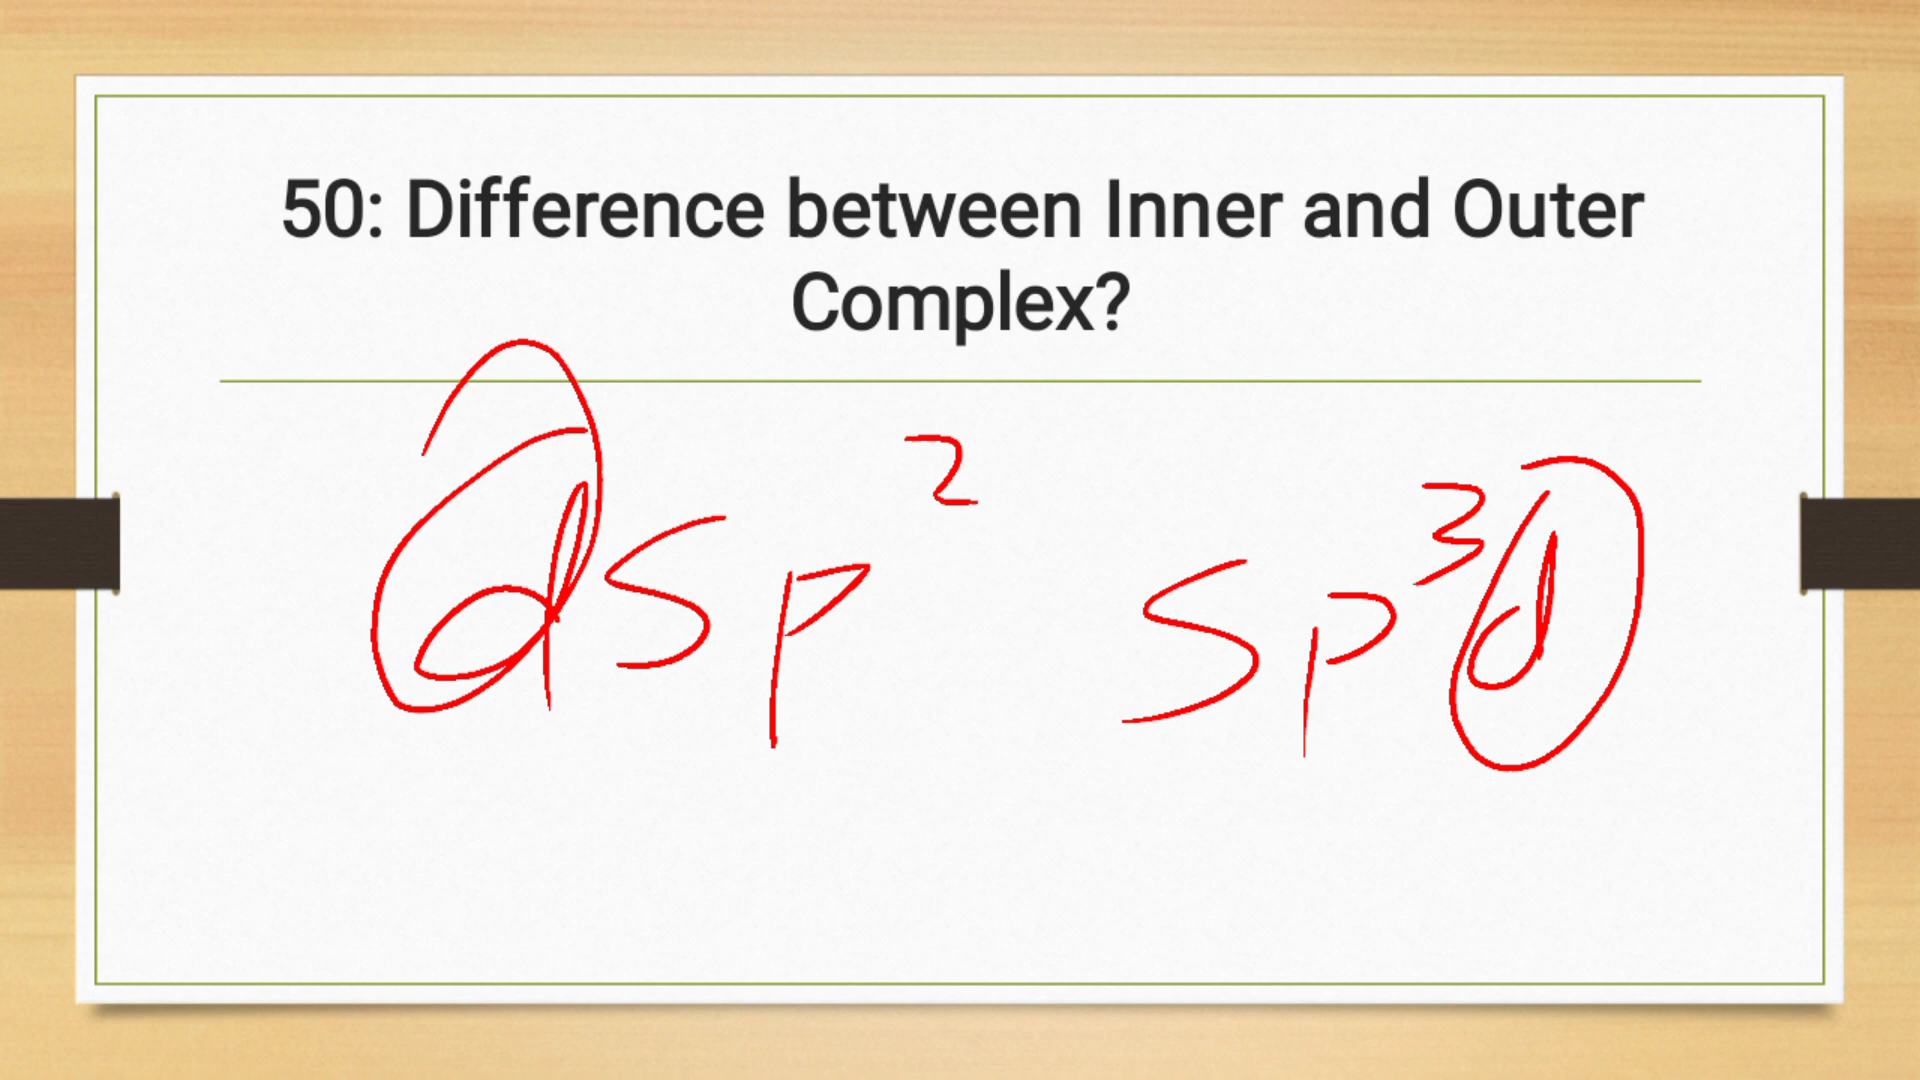 50: Difference between Inner and Outer
Complex?
dsp² sp³d